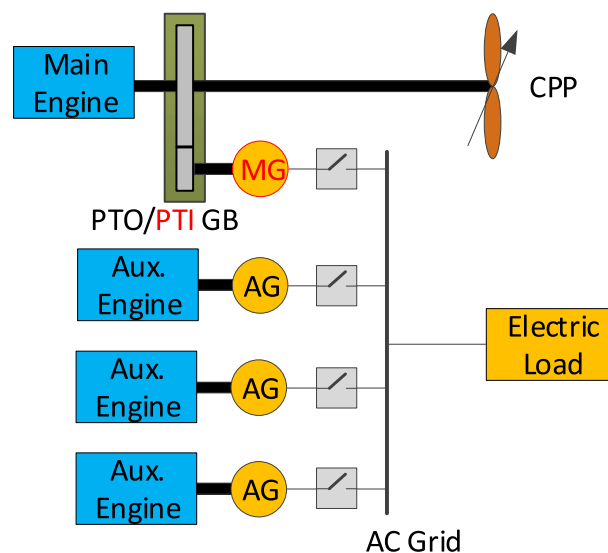 Main
Engine
CPP
MG
PTO/PTI GB
Aux.
Engine
AG
Electric
Load
Aux.
Engine
AG
Aux.
Engine
AG
AC Grid